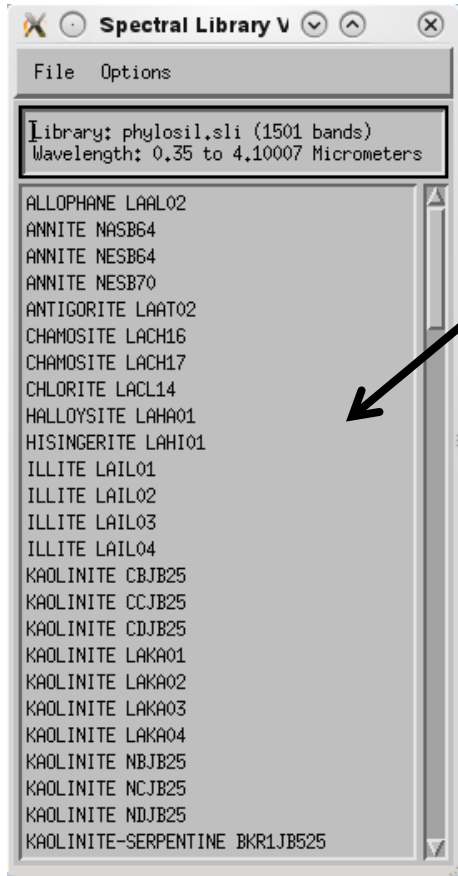 Spectral Library V
File Options
Library: phylosil.sli (1501 bands)
Wavelength: 0.35 to 4.10007 Micrometers
ALLOPHANE LAAL02
ANNITE NASB64
ANNITE NESB64
ANNITE NESB70
ANTIGORITE LAAT02
CHAMOSITE LACH16
CHAMOSITE LACH17
CHLORITE LACL14
HALLOYSITE LAHA01
HISINGERITE LAHI01
ILLITE LAIL01
ILLITE LAIL02
ILLITE LAIL03
ILLITE LAIL04
KAOLINITE CBJB25
KAOLINITE CCJB25
KAOLINITE CDJB25
KAOLINITE LAKA01
KAOLINITE LAKA02
KAOLINITE LAKA03
KAOLINITE LAKA04
KAOLINITE NBJB25
KAOLINITE NCJB25
KAOLINITE NDJB25
KAOLINITE-SERPENTINE BKR1JB525